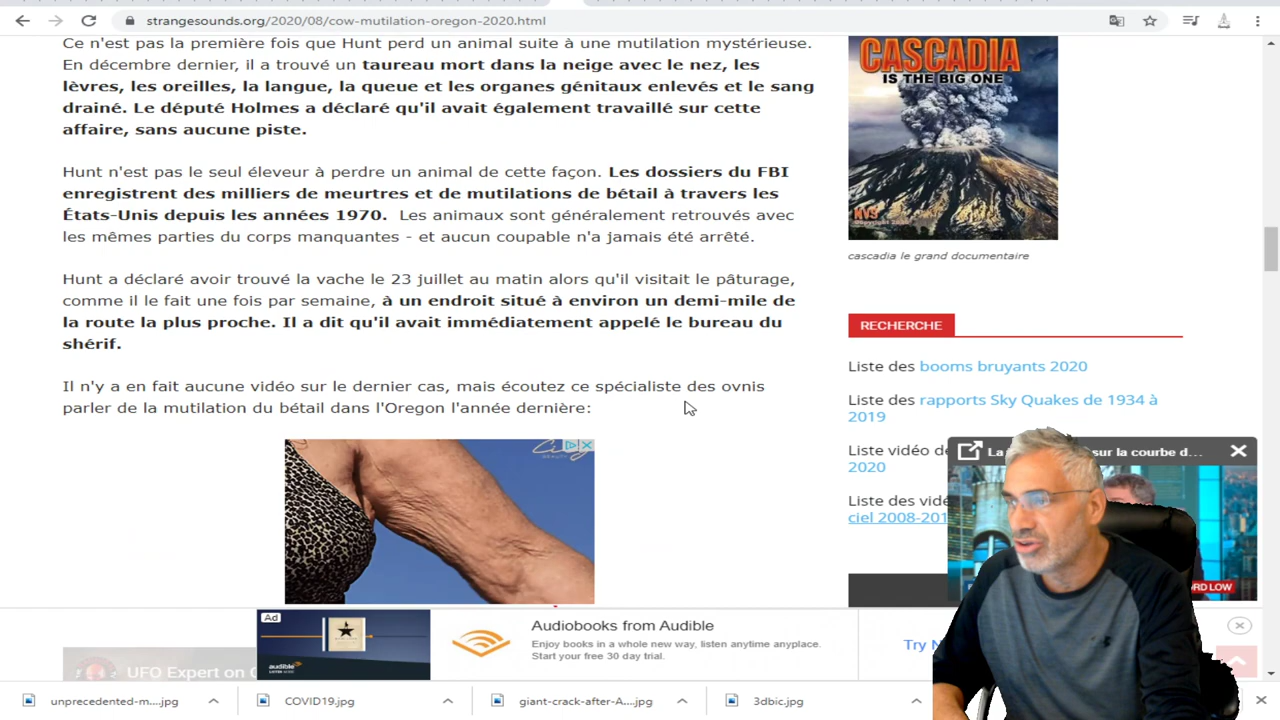 strangesounds.org/2020/08/cow-mutilation-oregon-2020.html
Ce n'est pas la première fois que Hunt perd un animal suite à une mutilation mystérieuse.
En décembre dernier, il a trouvé un taureau mort dans la neige avec le nez, les
lèvres, les oreilles, la langue, la queue et les organes génitaux enlevés et le sang
drainé. Le député Holmes a déclaré qu'il avait également travaillé sur cette
affaire, sans aucune piste.
Hunt n'est pas le seul éleveur à perdre un animal de cette façon. Les dossiers du FBI
enregistrent des milliers de meurtres et de mutilations de bétail à travers les
États-Unis depuis les années 1970. Les animaux sont généralement retrouvés avec
les mêmes parties du corps manquantes - et aucun coupable n'a jamais été arrêté.
Hunt a déclaré avoir trouvé la vache le 23 juillet au matin alors qu'il visitait le pâturage,
comme il le fait une fois par semaine, à un endroit situé à environ un demi-mile de
la route la plus proche. Il a dit qu'il avait immédiatement appelé le bureau du
shérif.
Il n'y a en fait aucune vidéo sur le dernier cas, mais écoutez ce spécialiste des ovnis
parler de la mutilation du bétail dans l'Oregon l'année dernière:
CASCADIA
IS THE BIG ONE
cascadia le grand documentaire
RECHERCHE
Liste des booms bruyants 2020
Liste des rapports Sky Quakes de 1934 à
2019
Liste vidéo de
2020
Liste des vidé
ciel 2008-201
sur la courbe d...
RD LOW
Ad
audible
Audiobooks from Audible
Enjoy books in a whole new way, listen anytime anyplace.
Start your free 30 day trial.
Try N
UFO Expert on
unprecedented-m....jpg
COVID19.jpg
giant-crack-after-A....jpg
3dbic.jpg